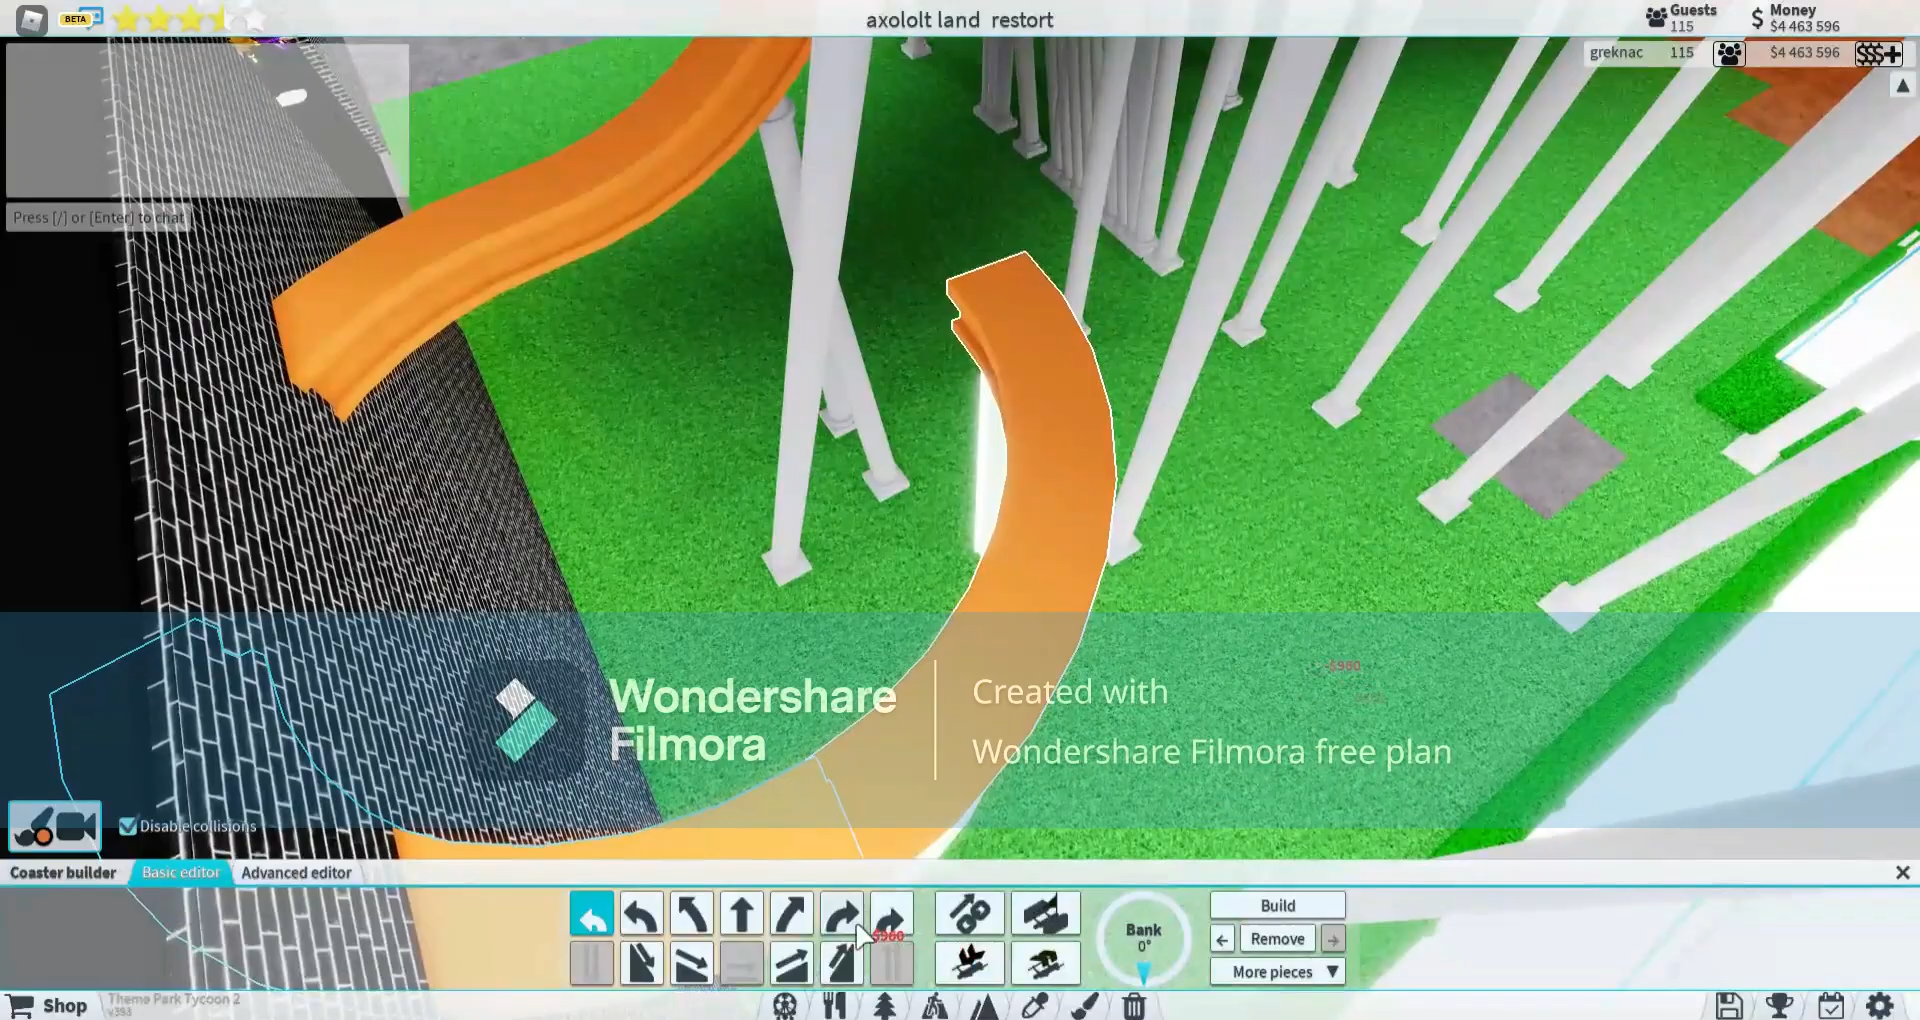 BETA
axololt land restort
Guests
115
Money
$4 463 596
greknac 115 $4 463 596
Press [/] or [Enter] to chat
-$980
Wondershare
Filmora
Created with
Wondershare Filmora free plan
Disable collisions
Coaster builder Basic editor Advanced editor
Build
Bank
0°
Remove
More pieces
Shop
Theme Park Tycoon 2